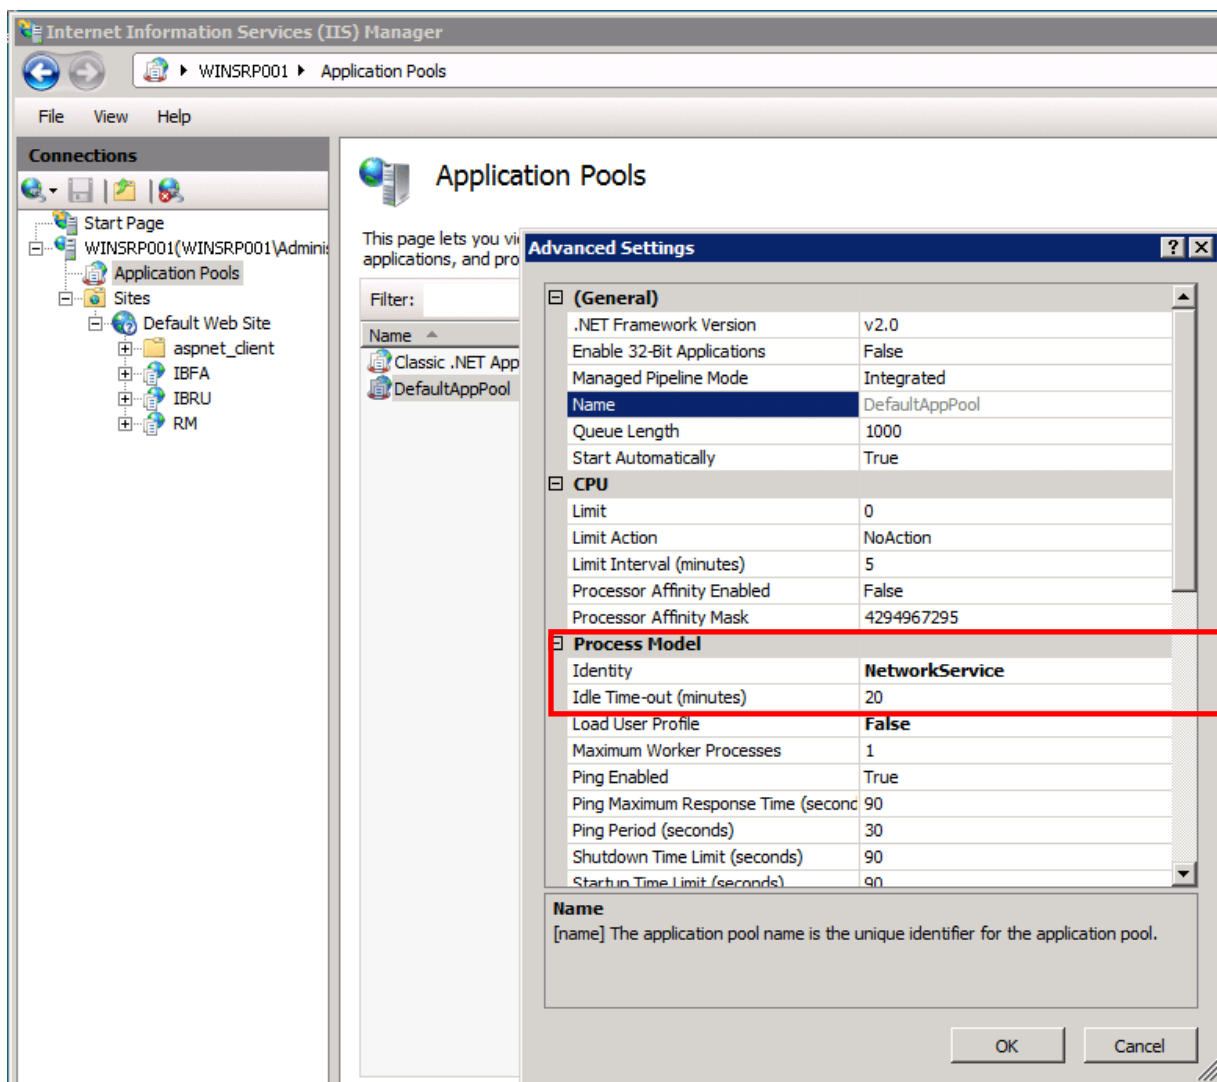 Internet Information Services (IIS) Manager
WINSRP001 Application Pools
File View Help
Connections
Start Page
WINSRP001(WINSRP001\Adminis
Application Pools
Sites
Default Web Site
aspnet_client
IBFA
IBRU
RM
Application Pools
This page lets you vi
applications, and pro
Filter:
Name
Classic .NET App
DefaultAppPool
Advanced Settings
(General)
.NET Framework Version v2.0
Enable 32-Bit Applications False
Managed Pipeline Mode Integrated
Name DefaultAppPool
Queue Length 1000
Start Automatically True
CPU
Limit 0
Limit Action NoAction
Limit Interval (minutes) 5
Processor Affinity Enabled False
Processor Affinity Mask 4294967295
Process Model
Identity NetworkService
Idle Time-out (minutes) 20
Load User Profile False
Maximum Worker Processes 1
Ping Enabled True
Ping Maximum Response Time (second 90
Ping Period (seconds) 30
Shutdown Time Limit (seconds) 90
Startup Time Limit (seconds) 90
Name
[name] The application pool name is the unique identifier for the application pool.
OK Cancel